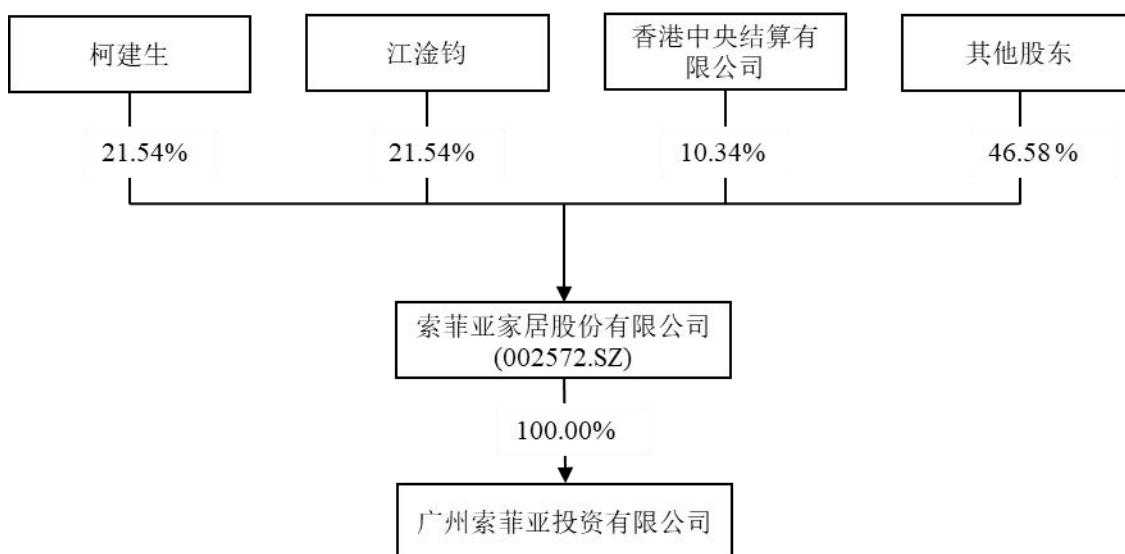 柯建生
江淦钧
香港中央结算有
限公司
其他股东
21.54%
21.54%
10.34%
46.58%
索菲亚家居股份有限公司
(002572.SZ)
100.00%
广州索菲亚投资有限公司